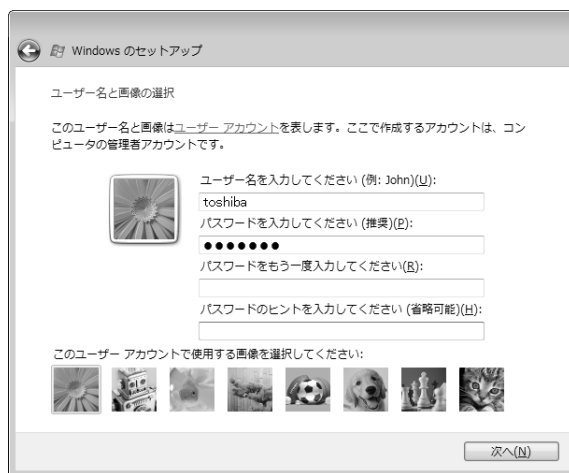 Windows のセットアップ
ユーザー名と画像の選択
このユーザー名と画像はユーザー アカウントを表します。ここで作成するアカウントは、コン
ピュータの管理者アカウントです。
ユーザー名を入力してください (例: John)(U):
toshiba
パスワードを入力してください (推奨)(P):
●●●●●●●
パスワードをもう一度入力してください(R):
パスワードのヒントを入力してください (省略可能)(H):
このユーザー アカウントで使用する画像を選択してください:
次へ(N)